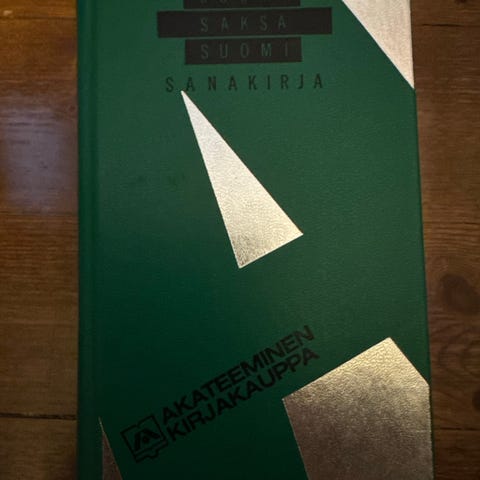 SAKSA
SUOMI
SANAKIRJA
AKATEEMINEN
KIRJAKAUPPA